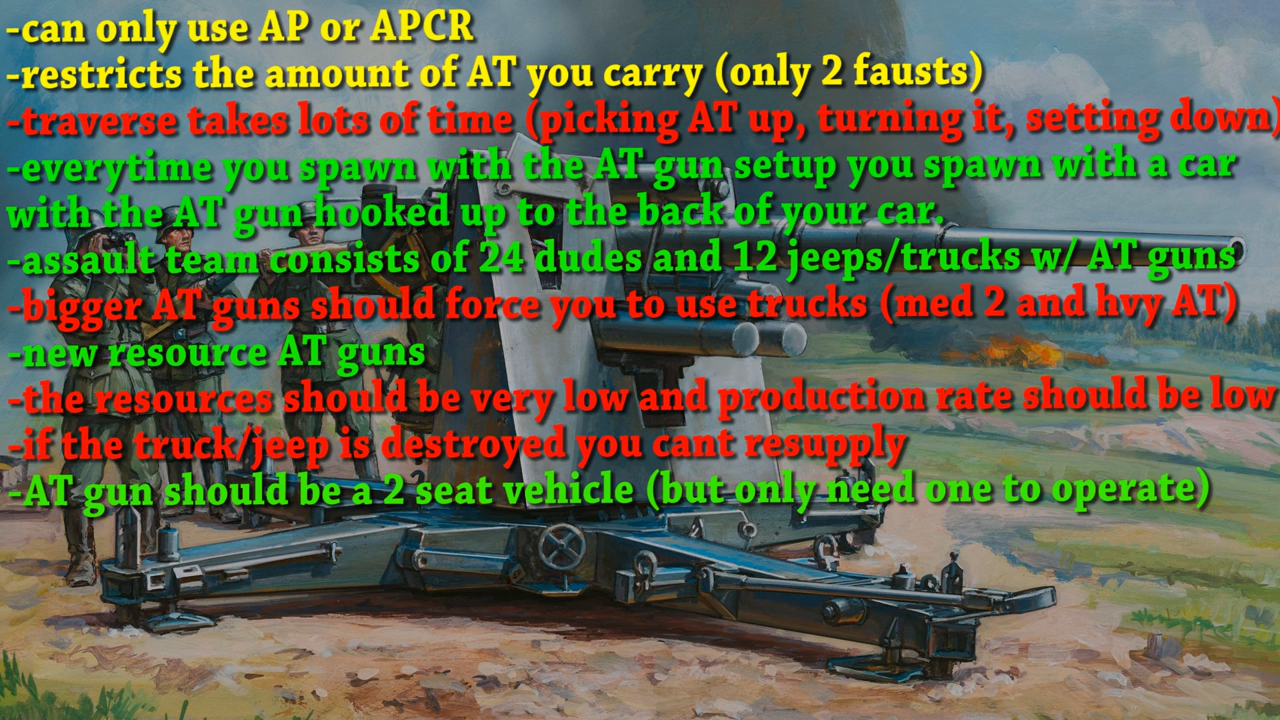 -can only use AP or APCR
-restricts the amount of AT you carry (only 2 fausts)
-traverse takes lots of time (picking AT up, turning it, setting down)
-everytime you spawn with the AT gun setup you spawn with a car
with the AT gun hooked up to the back of your car.
-assault team consists of 24 dudes and 12 jeeps/trucks w/ AT guns
-bigger AT guns should force you to use trucks (med 2 and hvy AT)
-new resource AT guns
-the resources should be very low and production rate should be low
-if the truck/jeep is destroyed you cant resupply
-AT gun should be a 2 seat vehicle (but only need one to operate)